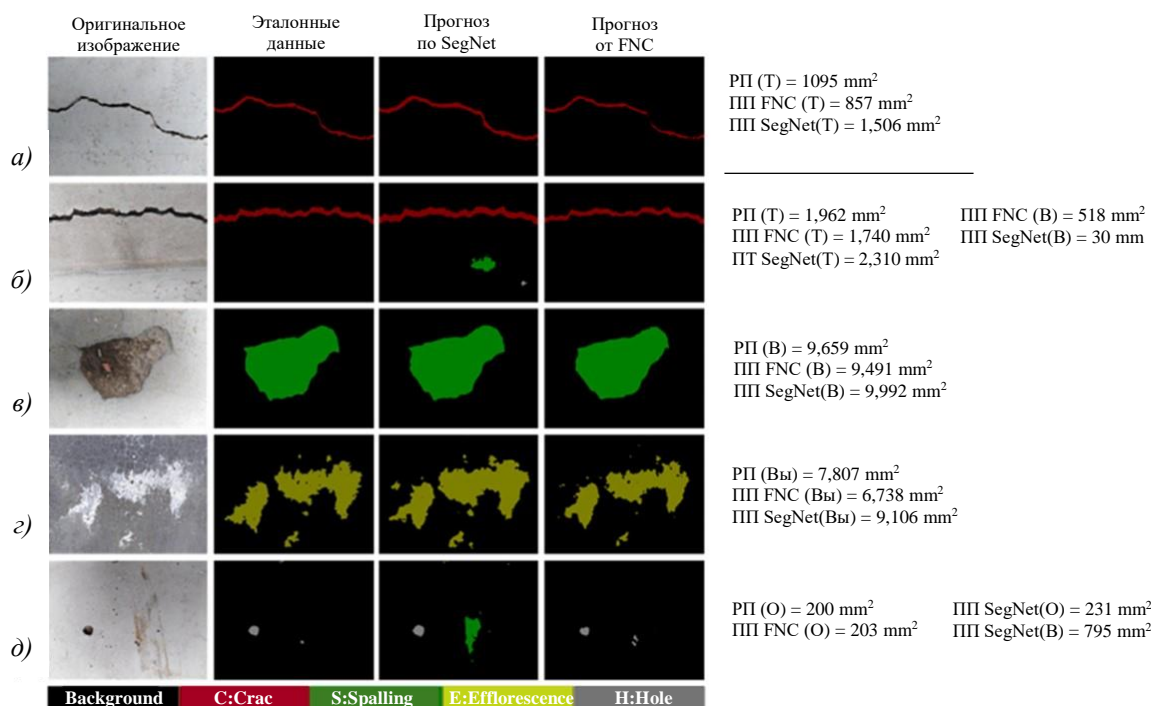 Оригинальное изображение
Эталонные данные
Прогноз по SegNet
Прогноз от FNC
а)
РП (Т) = 1095 mm²
ПП FNC (Т) = 857 mm²
ПП SegNet(Т) = 1,506 mm²
б)
РП (Т) = 1,962 mm²
ПП FNC (Т) = 1,740 mm²
ПТ SegNet(Т) = 2,310 mm²
ПП FNC (В) = 518 mm²
ПП SegNet(В) = 30 mm
в)
РП (В) = 9,659 mm²
ПП FNC (В) = 9,491 mm²
ПП SegNet(В) = 9,992 mm²
г)
РП (Вы) = 7,807 mm²
ПП FNC (Вы) = 6,738 mm²
ПП SegNet(Вы) = 9,106 mm²
д)
РП (О) = 200 mm²
ПП FNC (О) = 203 mm²
ПП SegNet(О) = 231 mm²
ПП SegNet(В) = 795 mm²
Background C:Crac S:Spalling E:Efflorescence H:Hole